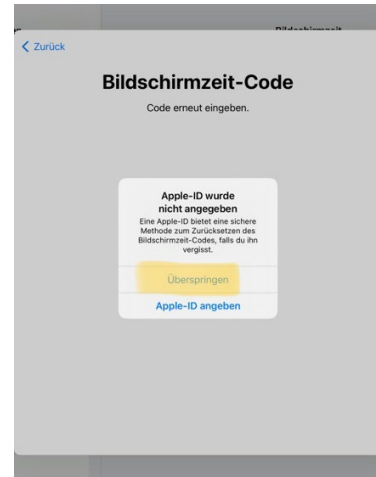 Bildschirmzeit
Zurück
Bildschirmzeit-Code
Code erneut eingeben.
Apple-ID wurde
nicht angegeben
Eine Apple-ID bietet eine sichere
Methode zum Zurücksetzen des
Bildschirmzeit-Codes, falls du ihn
vergisst.
Überspringen
Apple-ID angeben